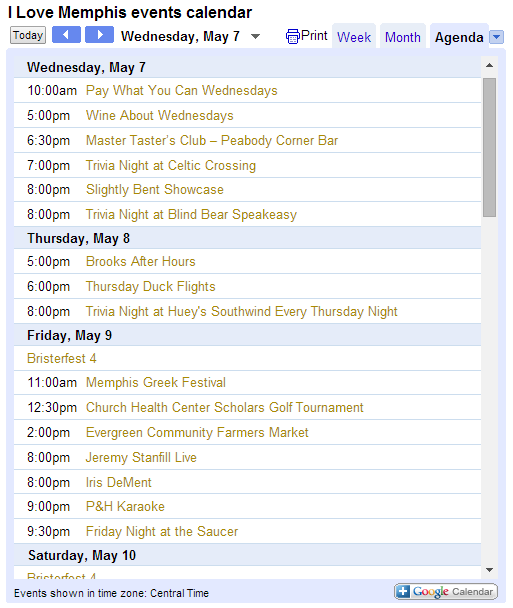 I Love Memphis events calendar
Today Wednesday, May 7 Print Week Month Agenda
Wednesday, May 7
10:00am Pay What You Can Wednesdays
5:00pm Wine About Wednesdays
6:30pm Master Taster's Club – Peabody Corner Bar
7:00pm Trivia Night at Celtic Crossing
8:00pm Slightly Bent Showcase
8:00pm Trivia Night at Blind Bear Speakeasy
Thursday, May 8
5:00pm Brooks After Hours
6:00pm Thursday Duck Flights
8:00pm Trivia Night at Huey's Southwind Every Thursday Night
Friday, May 9
Bristerfest 4
11:00am Memphis Greek Festival
12:30pm Church Health Center Scholars Golf Tournament
2:00pm Evergreen Community Farmers Market
8:00pm Jeremy Stanfill Live
8:00pm Iris DeMent
9:00pm P&H Karaoke
9:30pm Friday Night at the Saucer
Saturday, May 10
Bristerfest 4
Events shown in time zone: Central Time Google Calendar